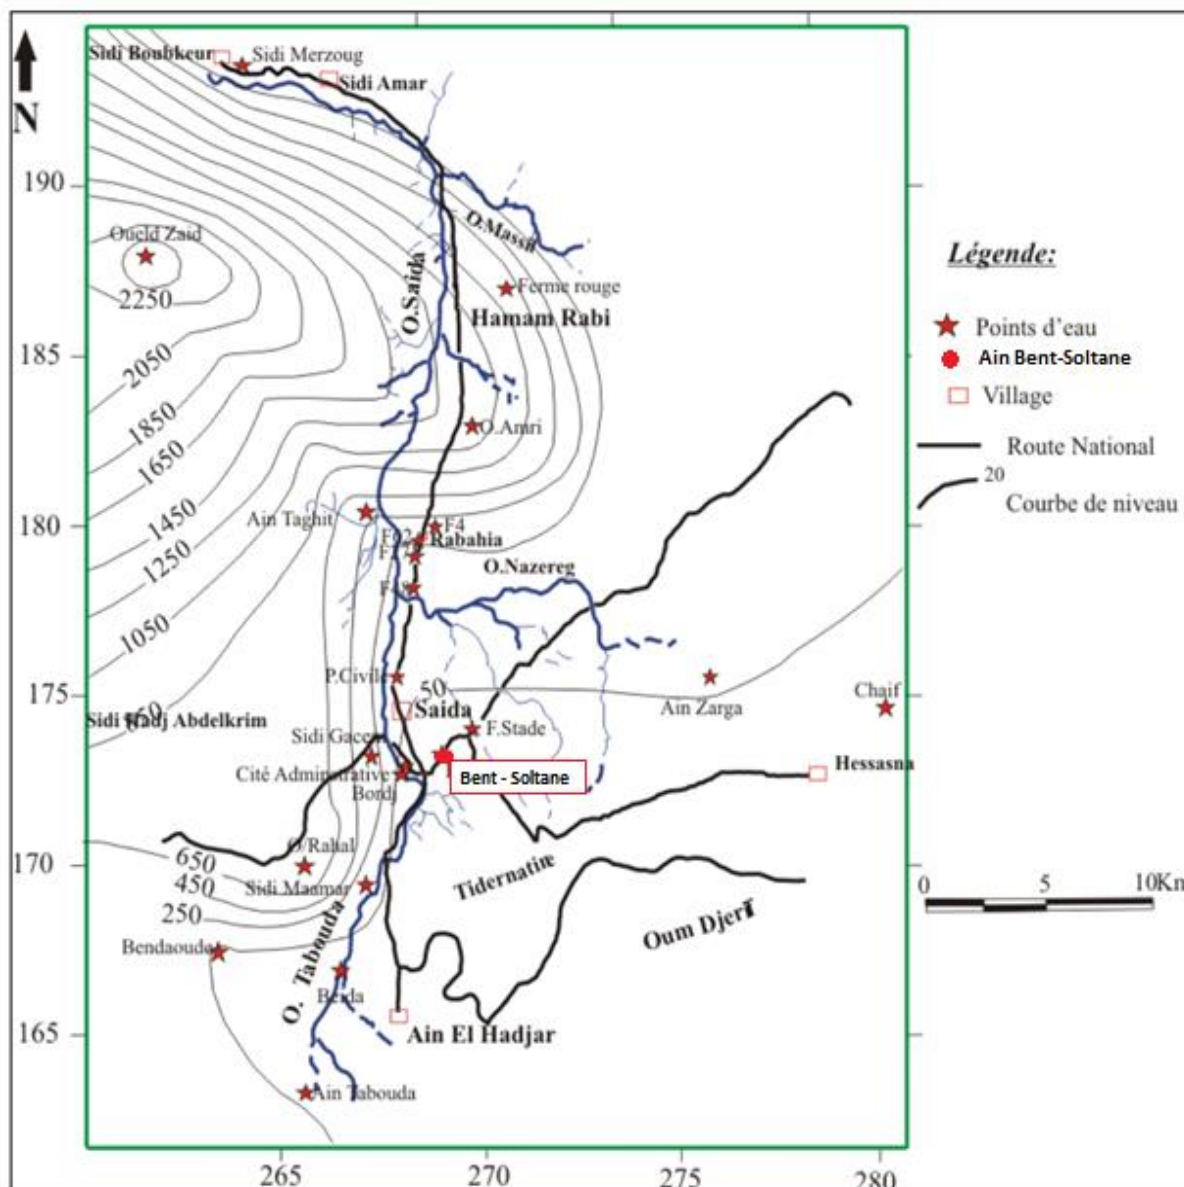 Sidi Boubkeur
Sidi Merzoug
Sidi Amar
N
190
O.Massif
Oueld Zaid
O.Saida
Légende:
Ferme rouge
2250
Hamam Rabi
Points d'eau
Ain Bent-Soltane
185
2050
Village
1850
O.Amri
Route National
1650
20
Courbe de niveau
1450
Ain Taghit
F4
180
Rabahia
1250
O.Nazereg
1050
P.Civile
50
175
Chaif
Ain Zarga
Saida
Sidi Hadj Abdelkrim
F.Stade
Sidi Gacem
Hessasna
Cité Adminstrative
Bent - Soltane
Bordj
O/Rahal
170
650
Tidernatine
0
5
10Km
450
Sidi Maamar
250
Oum Djerif
Bendaouda
O. Tabouda
Beida
165
Ain El Hadjar
Ain Tabouda
265
270
275
280